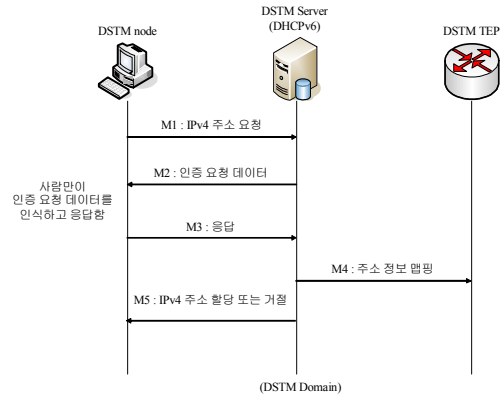 DSTM Server
(DHCPv6)
DSTM node
DSTM TEP
M1 : IPv4 주소 요청
M2 : 인증 요청 데이터
사람만이
인증 요청 데이터를
인식하고 응답함
M3 : 응답
M4 : 주소 정보 맵핑
M5 : IPv4 주소 할당 또는 거절
(DSTM Domain)